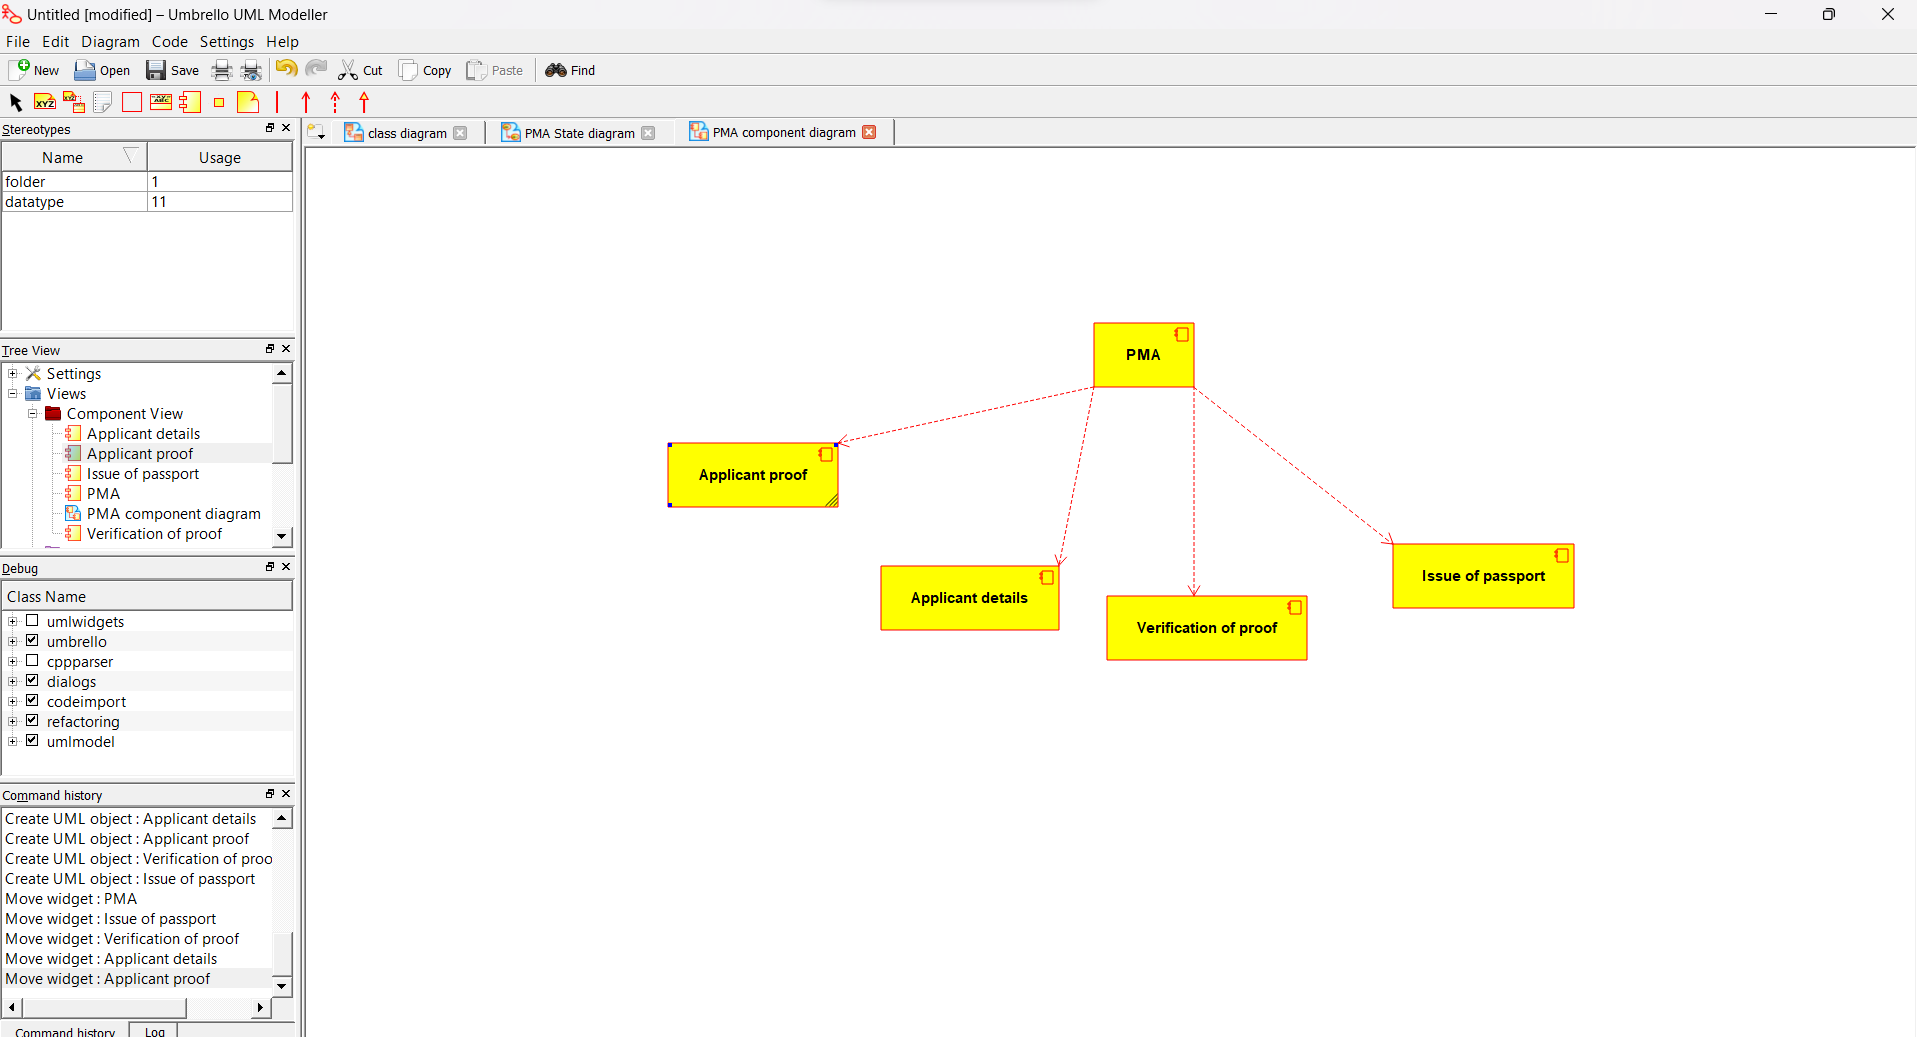 Untitled [modified] – Umbrello UML Modeller
File Edit Diagram Code Settings Help
New Open Save Cut Copy Paste Find
XYZ XYZ XYZ ABC
Stereotypes
class diagram PMA State diagram PMA component diagram
Name Usage
folder 1
datatype 11
Tree View
Settings
Views
Component View
Applicant details
Applicant proof
Issue of passport
PMA
PMA component diagram
Verification of proof
Debug
Class Name
umlwidgets
umbrello
cppparser
dialogs
codeimport
refactoring
umlmodel
Command history
Create UML object : Applicant details
Create UML object : Applicant proof
Create UML object : Verification of proo
Create UML object : Issue of passport
Move widget : PMA
Move widget : Issue of passport
Move widget : Verification of proof
Move widget : Applicant details
Move widget : Applicant proof
Command history Log
PMA
Applicant proof
Applicant details
Verification of proof
Issue of passport